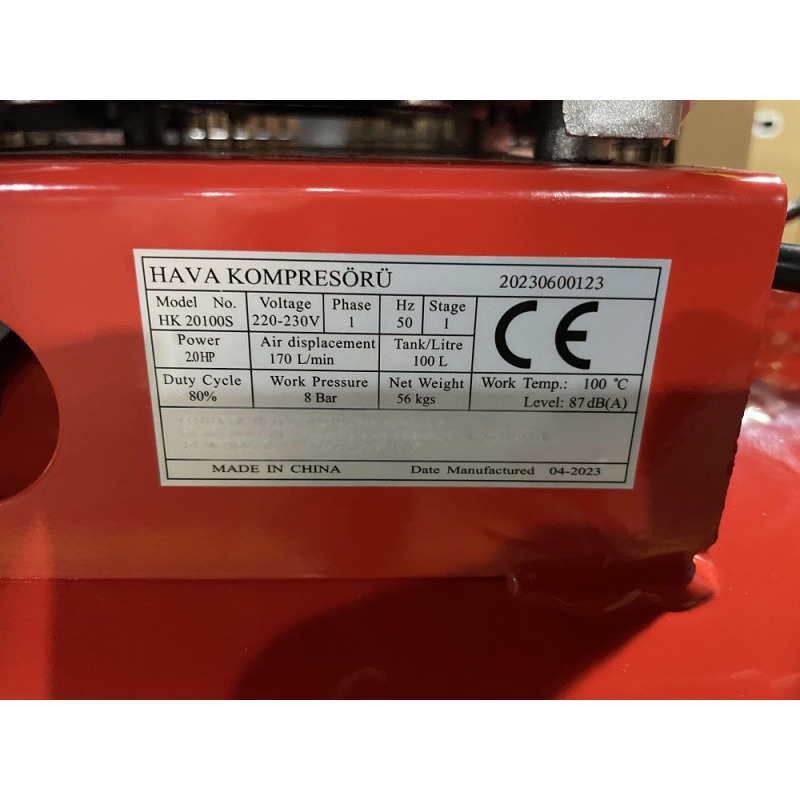 HAVA KOMPRESÖRÜ 20230600123
Model No. Voltage Phase Hz Stage
HK 20100S 220-230V 1 50 1
CE
Power Air displacement Tank/Litre
2.0HP 170 L/min 100 L
Duty Cycle Work Pressure Net Weight Work Temp.: 100 °C
80% 8 Bar 56 kgs Level: 87 dB(A)
MADE IN CHINA Date Manufactured 04-2023